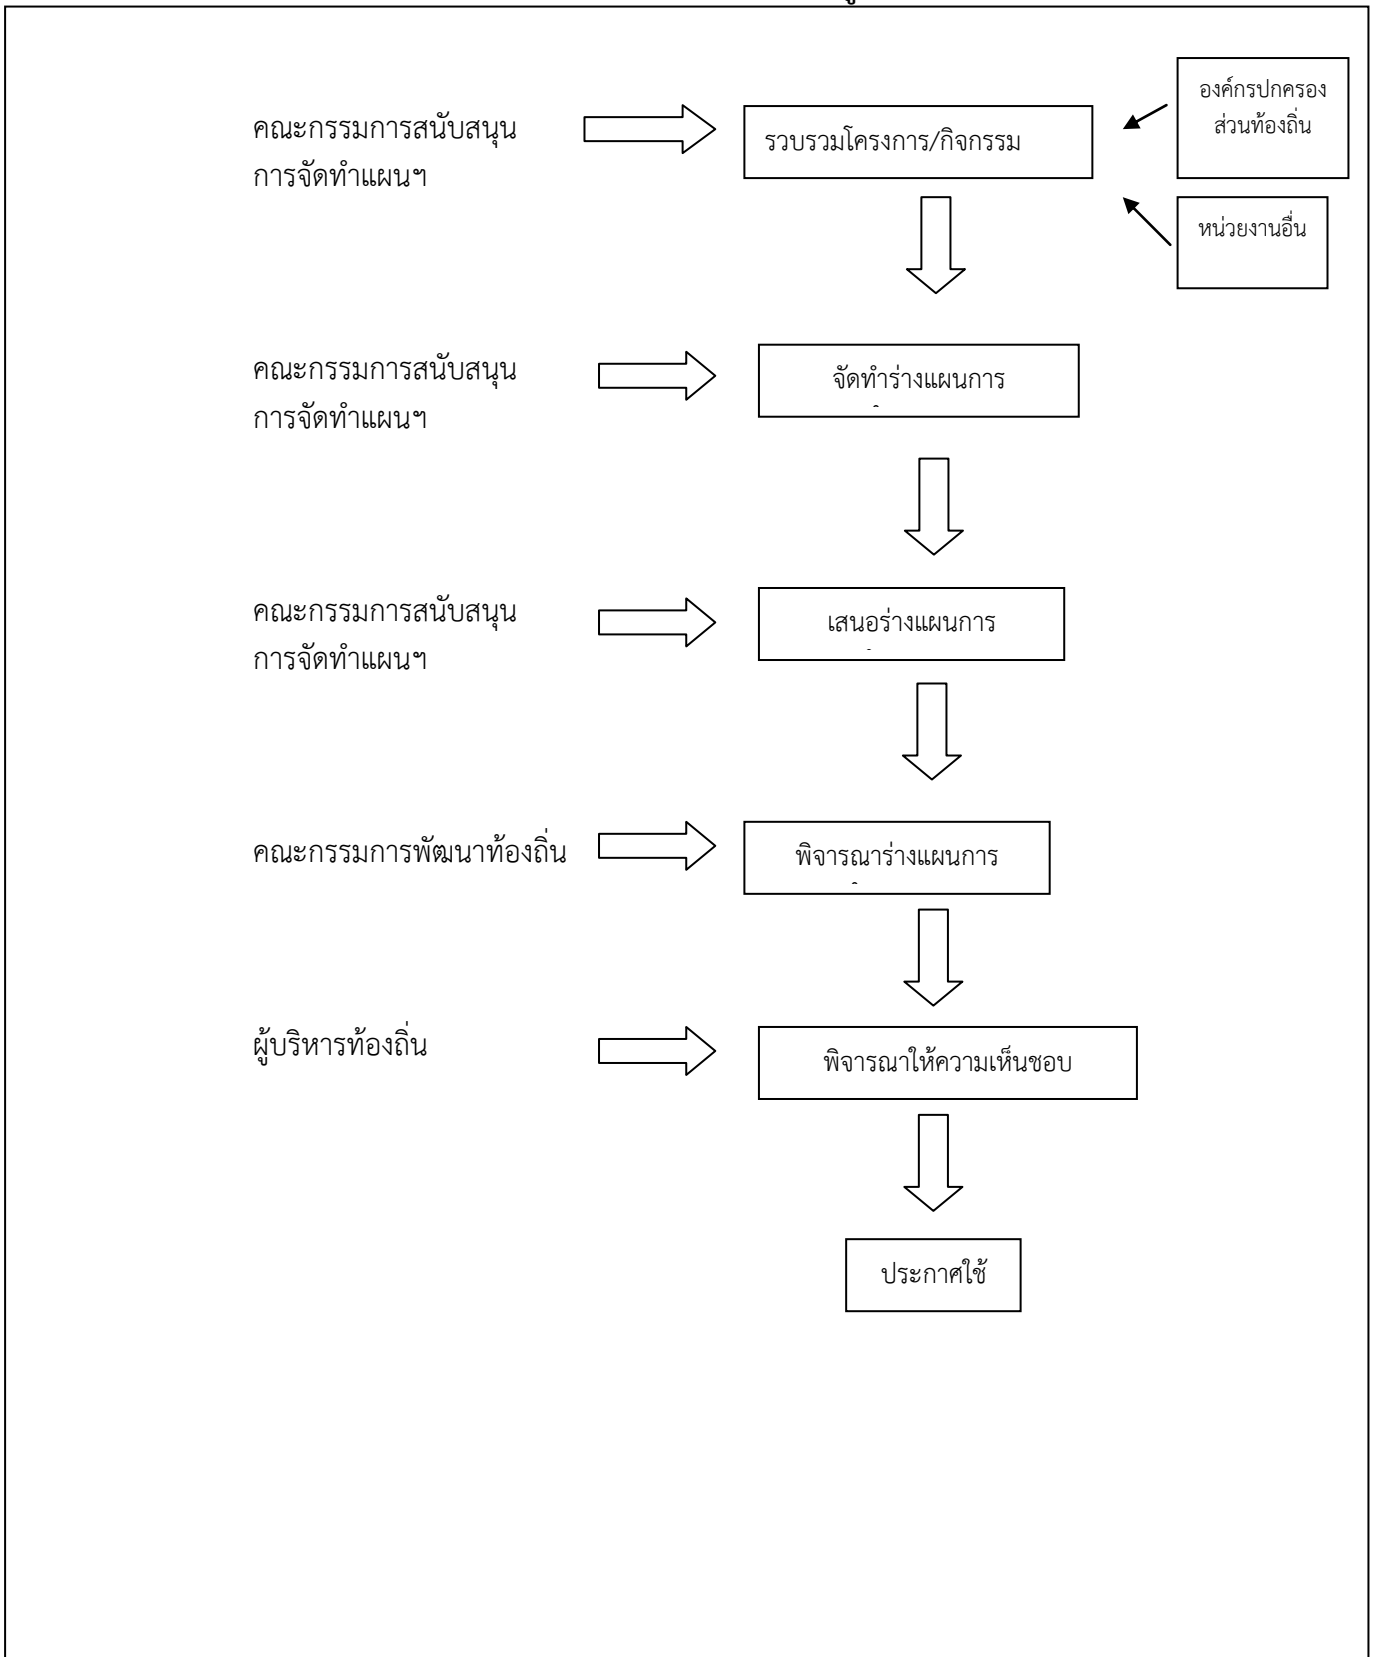 คณะกรรมการสนับสนุน
การจัดทำแผนฯ
รวบรวมโครงการ/กิจกรรม
องค์กรปกครอง
ส่วนท้องถิ่น
หน่วยงานอื่น
คณะกรรมการสนับสนุน
การจัดทำแผนฯ
จัดทำร่างแผนการ
คณะกรรมการสนับสนุน
การจัดทำแผนฯ
เสนอร่างแผนการ
คณะกรรมการพัฒนาท้องถิ่น
พิจารณาร่างแผนการ
ผู้บริหารท้องถิ่น
พิจารณาให้ความเห็นชอบ
ประกาศใช้